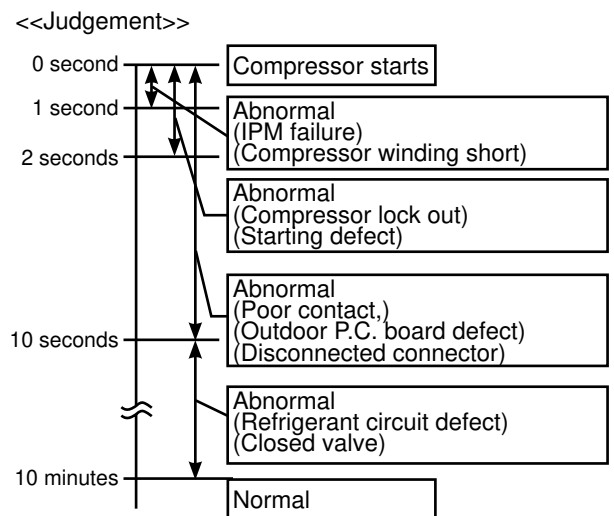 <<Judgement>>
0 second
Compressor starts
1 second
Abnormal
(IPM failure)
(Compressor winding short)
2 seconds
Abnormal
(Compressor lock out)
(Starting defect)
Abnormal
(Poor contact,)
(Outdoor P.C. board defect)
(Disconnected connector)
10 seconds
Abnormal
(Refrigerant circuit defect)
(Closed valve)
10 minutes
Normal